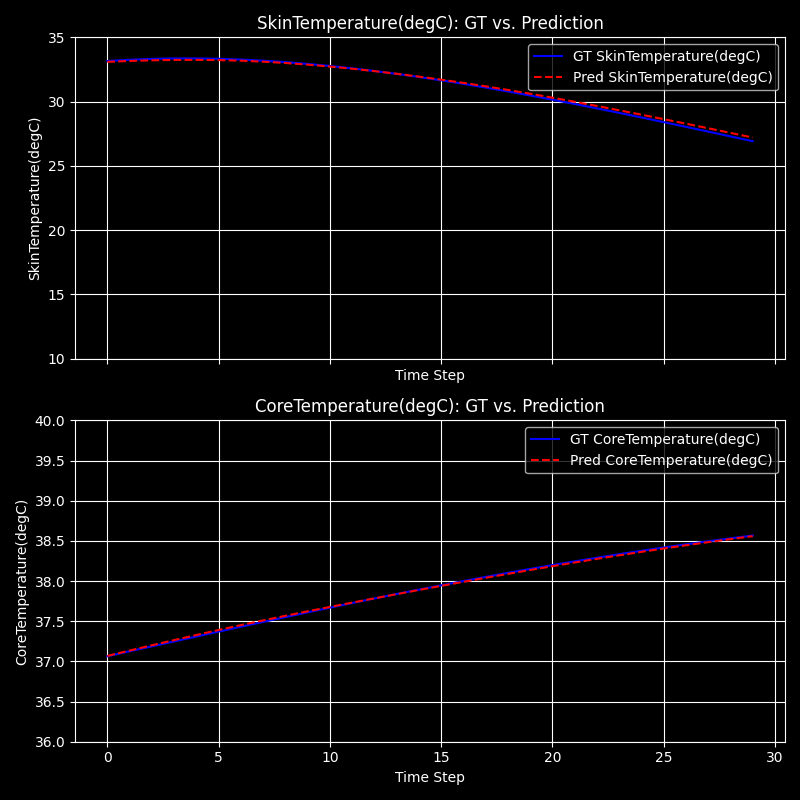 SkinTemperature(degC): GT vs. Prediction
35
30
25
20
15
10
SkinTemperature(degC)
GT SkinTemperature(degC)
Pred SkinTemperature(degC)
Time Step
CoreTemperature(degC): GT vs. Prediction
40.0
39.5
39.0
38.5
38.0
37.5
37.0
36.5
36.0
CoreTemperature(degC)
GT CoreTemperature(degC)
Pred CoreTemperature(degC)
0 5 10 15 20 25 30
Time Step